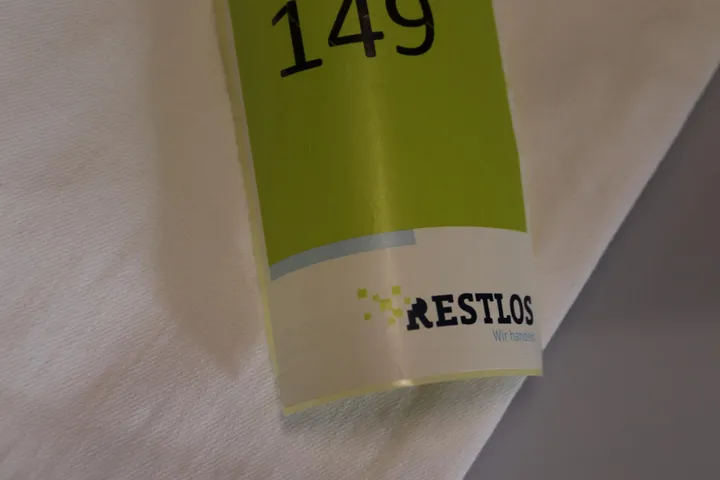 149
RESTLOS
Wir handeln